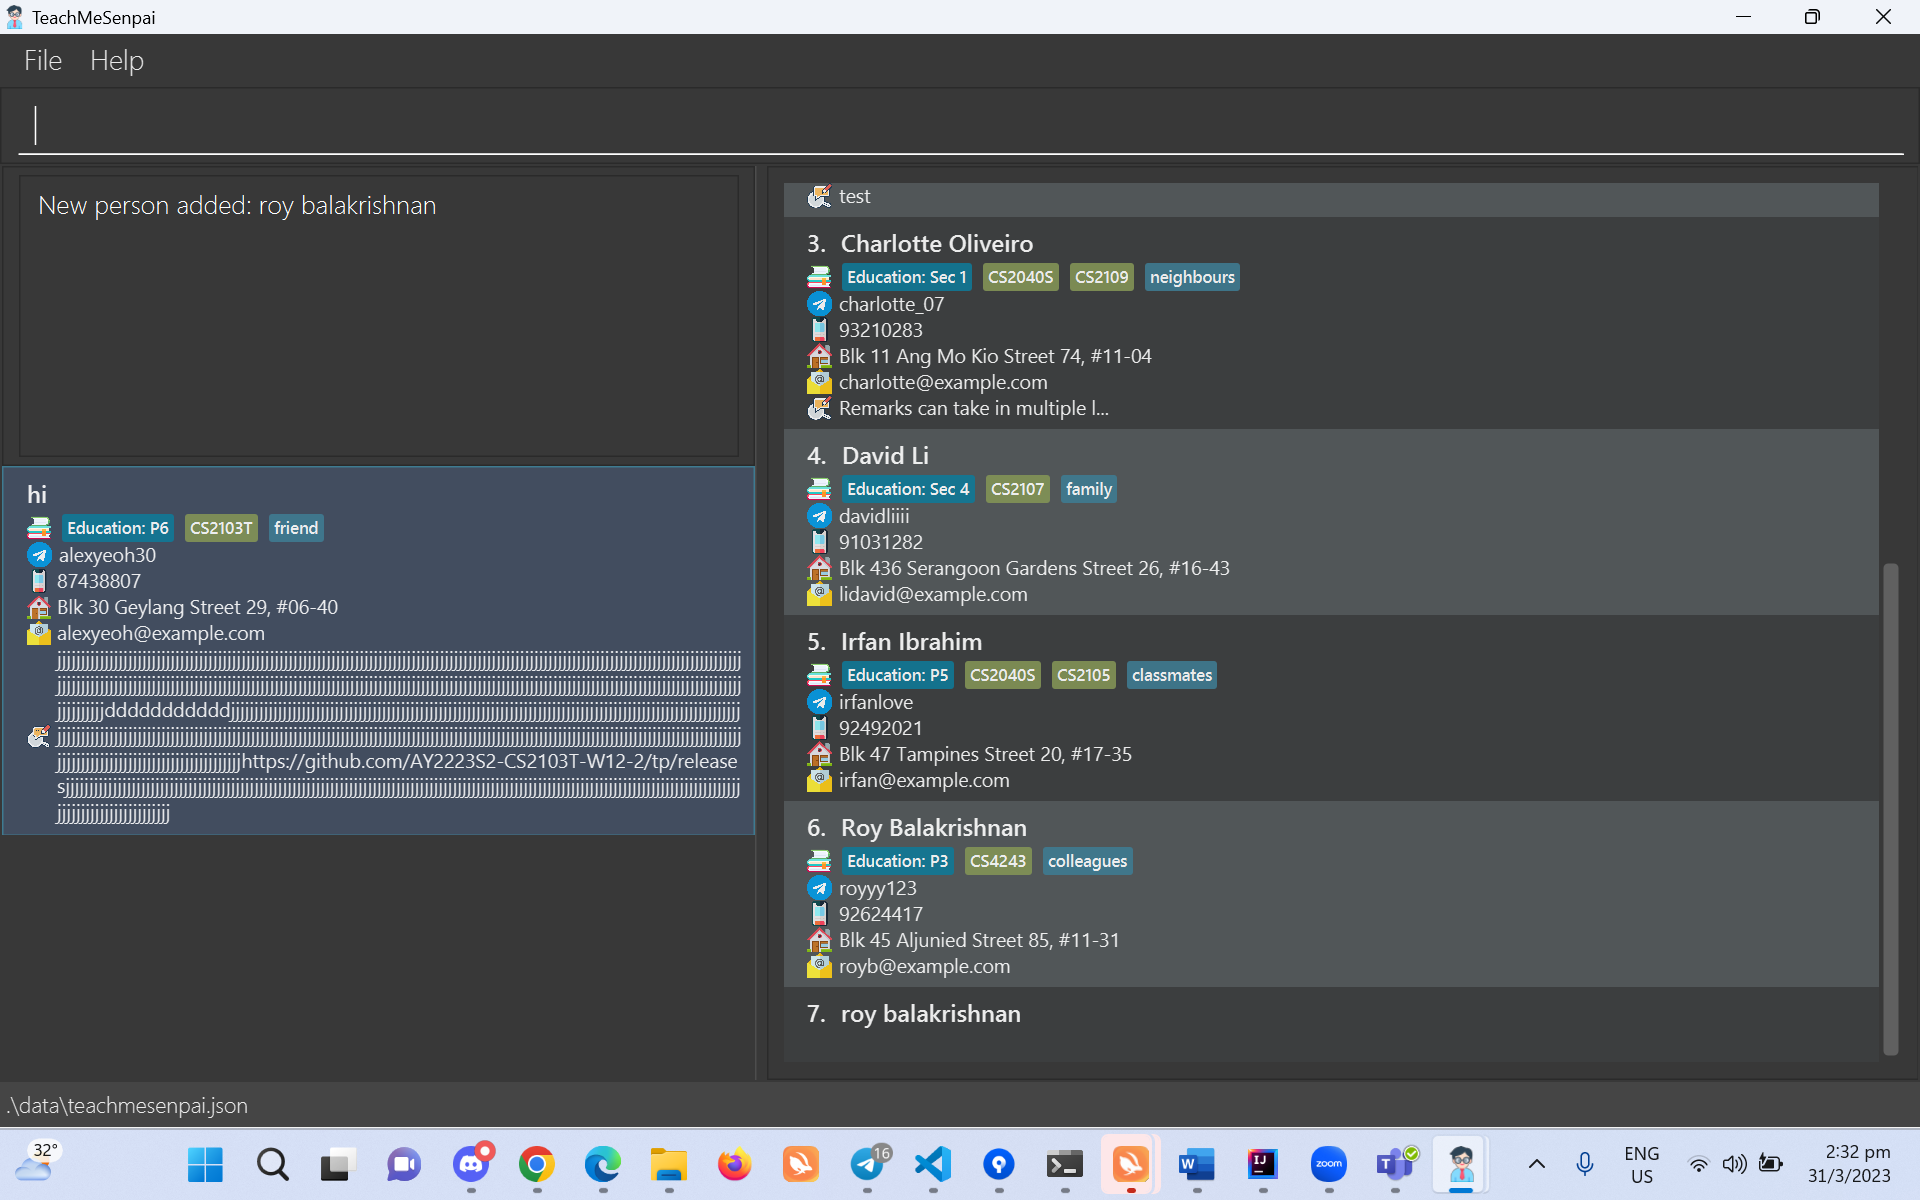 TeachMeSenpai
File Help
New person added: roy balakrishnan
hi
Education: P6 CS2103T friend
alexyeoh30
87438807
Blk 30 Geylang Street 29, #06-40
alexyeoh@example.com
ddddddddddd
https://github.com/AY2223S2-CS2103T-W12-2/tp/release
s
test
3. Charlotte Oliveiro
Education: Sec 1 CS2040S CS2109 neighbours
charlotte_07
93210283
Blk 11 Ang Mo Kio Street 74, #11-04
charlotte@example.com
Remarks can take in multiple l...
4. David Li
Education: Sec 4 CS2107 family
davidliiii
91031282
Blk 436 Serangoon Gardens Street 26, #16-43
lidavid@example.com
5. Irfan Ibrahim
Education: P5 CS2040S CS2105 classmates
irfanlove
92492021
Blk 47 Tampines Street 20, #17-35
irfan@example.com
6. Roy Balakrishnan
Education: P3 CS4243 colleagues
royyy123
92624417
Blk 45 Aljunied Street 85, #11-31
royb@example.com
7. roy balakrishnan
.\data\teachmesenpai.json
32°
16
zoom
ENG
US
2:32 pm
31/3/2023